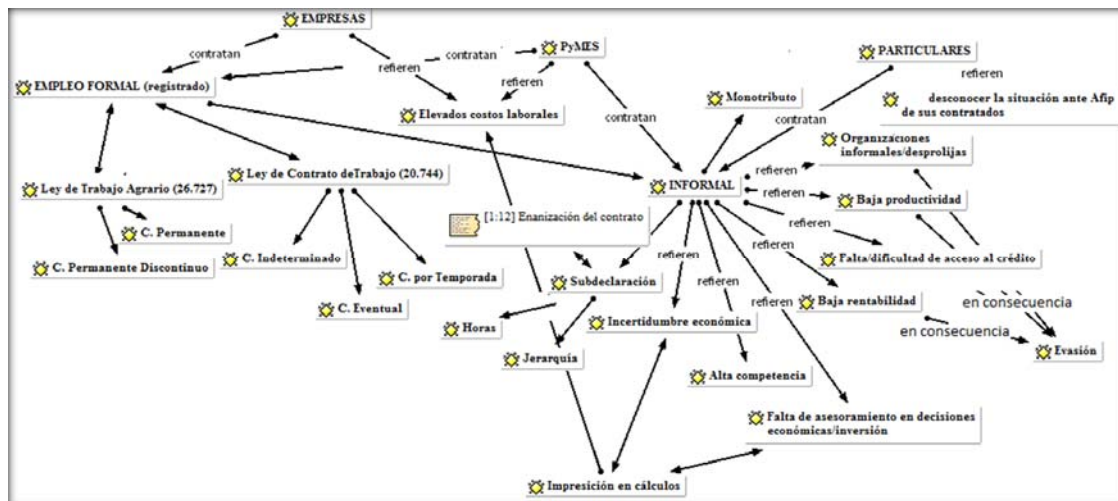 EMPRESAS
contratan
refieren
PyMES
contratan
refieren
contratan
PARTICULARES
refieren
contratan
EMPLEO FORMAL (registrado)
Elevados costos laborales
Monotributo
desconocer la situación ante Afip
de sus contratados
Organizaciones
informales/desprolijas
Ley de Trabajo Agrario (26.727)
Ley de Contrato deTrabajo (20.744)
INFORMAL
refieren
refieren
Baja productividad
refieren
Falta/dificultad de acceso al crédito
refieren
Baja rentabilidad
C. Permanente
C. Permanente Discontinuo
C. Indeterminado
C. por Temporada
C. Eventual
[1:12] Enanización del contrato
Subdeclaración
refieren
refieren
Horas
Jerarquía
Incertidumbre económica
Alta competencia
en consecuencia
en consecuencia
Evasión
Falta de asesoramiento en decisiones
económicas/inversión
Impresición en cálculos